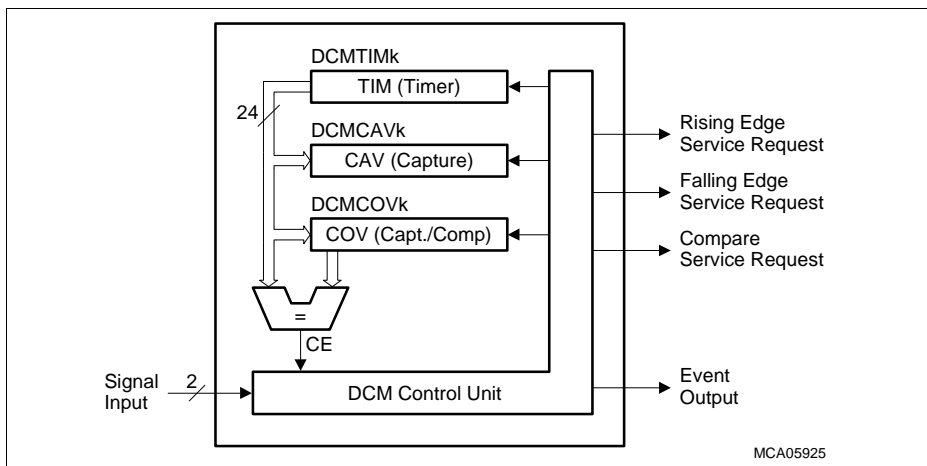 DCMTIMk
TIM (Timer)
24
DCMCAVk
CAV (Capture)
DCMCOVk
COV (Capt./Comp)
=
CE
Signal
Input
2
DCM Control Unit
Rising Edge
Service Request
Falling Edge
Service Request
Compare
Service Request
Event
Output
MCA05925